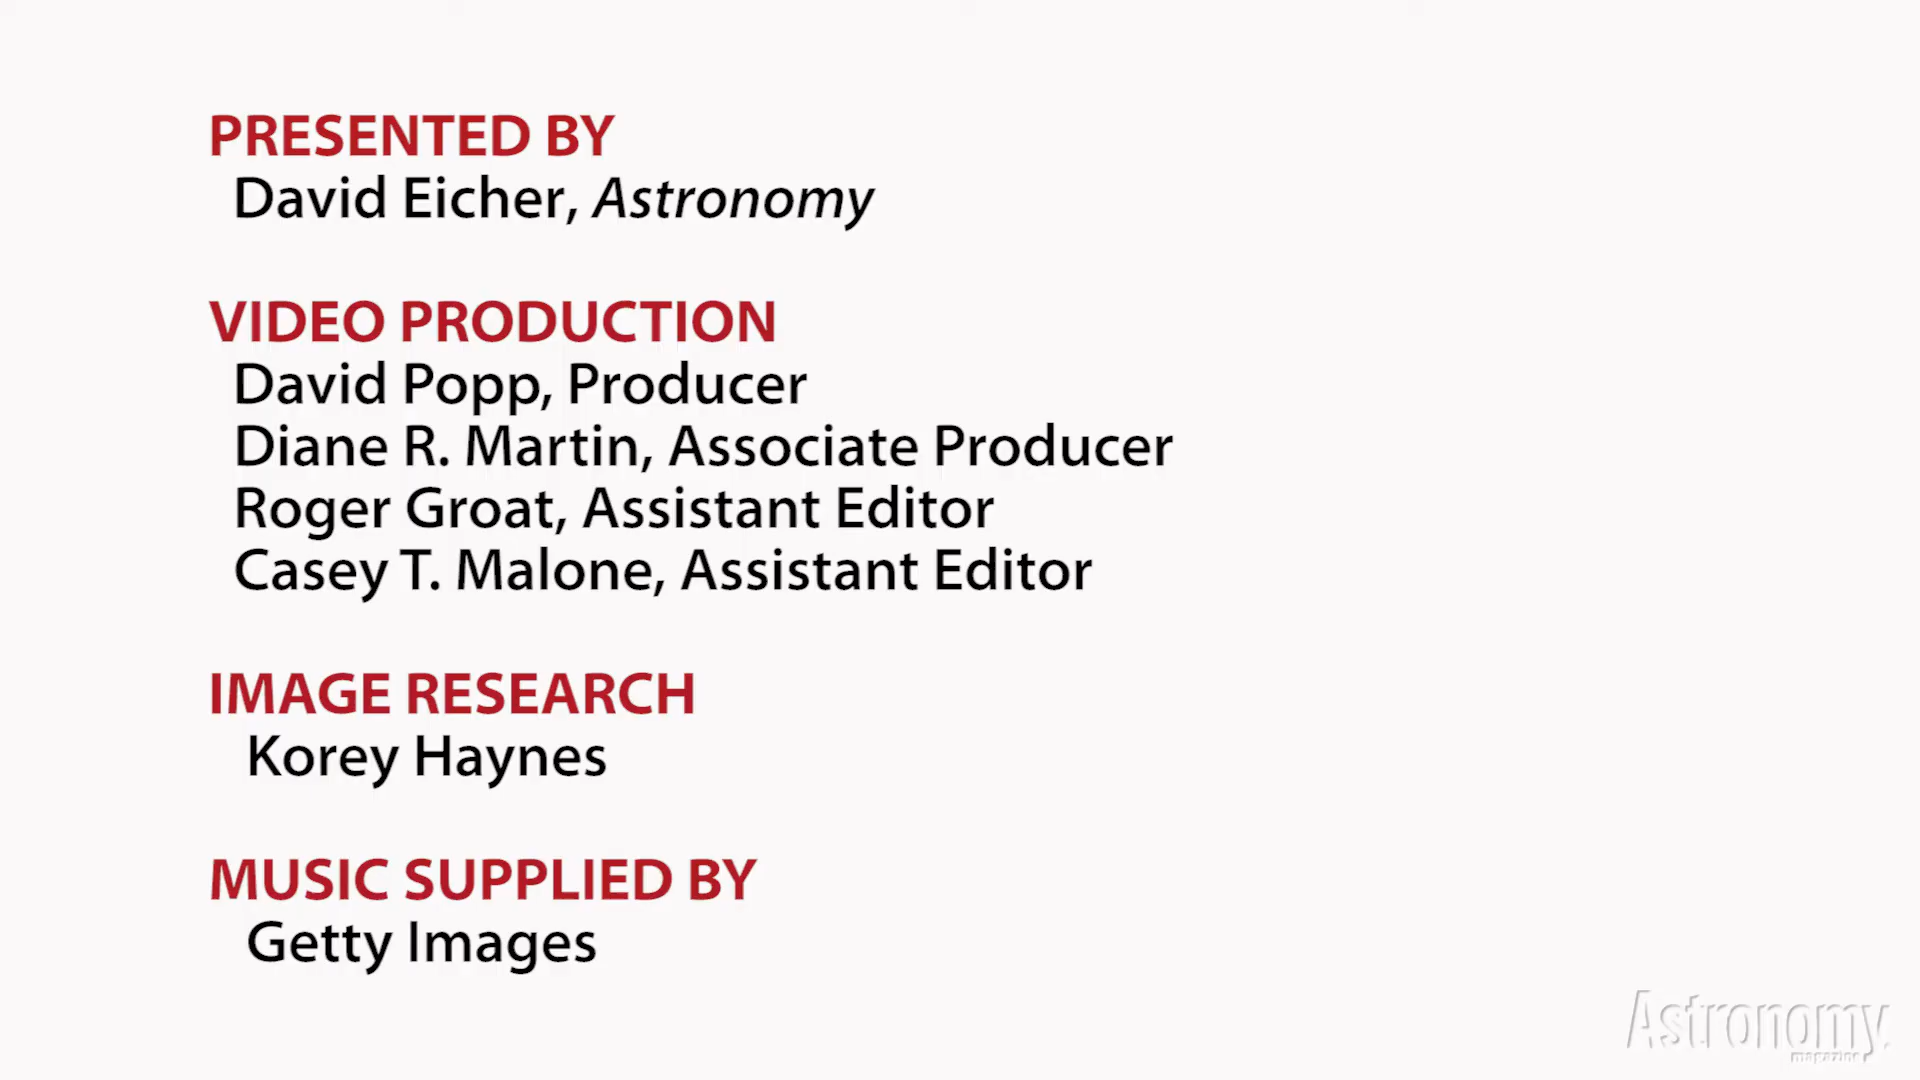 PRESENTED BY
David Eicher, Astronomy
VIDEO PRODUCTION
David Popp, Producer
Diane R. Martin, Associate Producer
Roger Groat, Assistant Editor
Casey T. Malone, Assistant Editor
IMAGE RESEARCH
Korey Haynes
MUSIC SUPPLIED BY
Getty Images
Astronomy
magazine